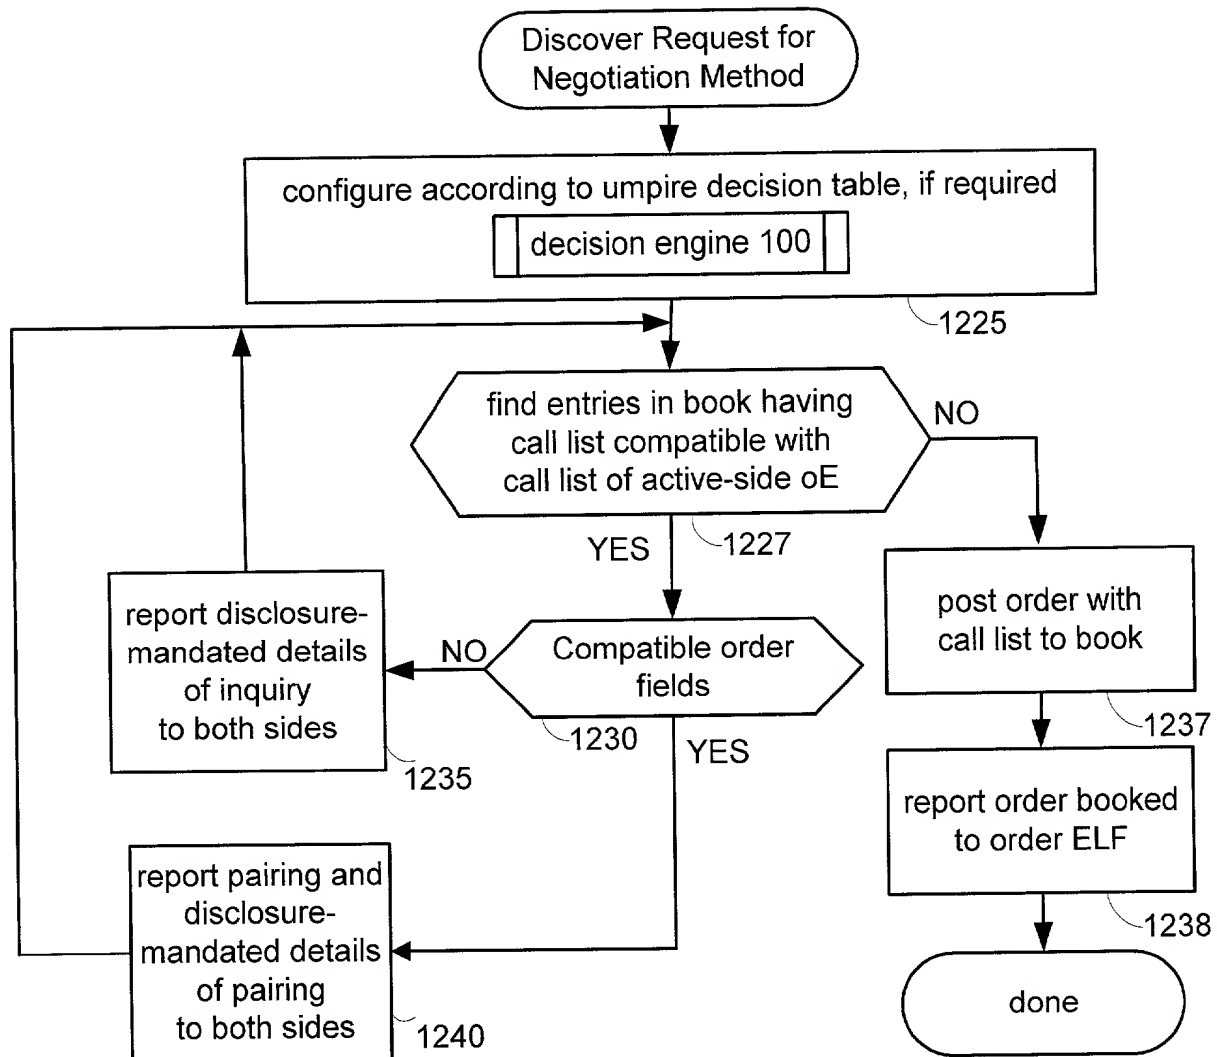 Discover Request for
Negotiation Method
configure according to umpire decision table, if required
decision engine 100
1225
find entries in book having
call list compatible with
call list of active-side oE
NO
YES
1227
post order with
call list to book
1237
report disclosure-
mandated details
of inquiry
to both sides
1235
NO
Compatible order
fields
1230
YES
report order booked
to order ELF
1238
report pairing and
disclosure-
mandated details
of pairing
to both sides
1240
done